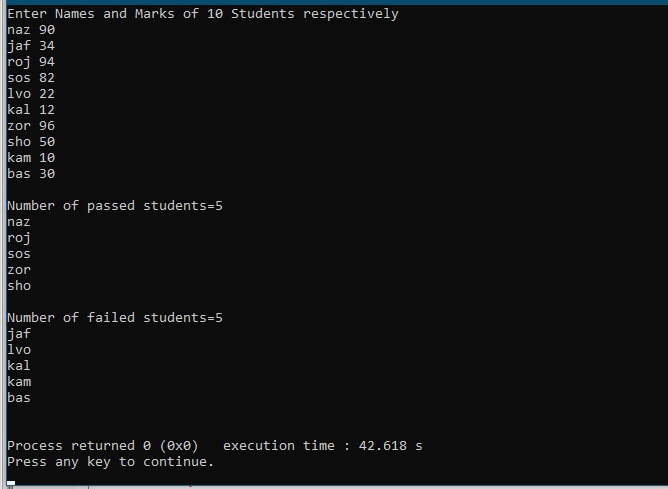 Enter Names and Marks of 10 Students respectively
naz 90
jaf 34
roj 94
sos 82
lvo 22
kal 12
zor 96
sho 50
kam 10
bas 30
Number of passed students=5
naz
roj
sos
zor
sho
Number of failed students=5
jaf
lvo
kal
kam
bas
Process returned 0 (0x0)   execution time : 42.618 s
Press any key to continue.